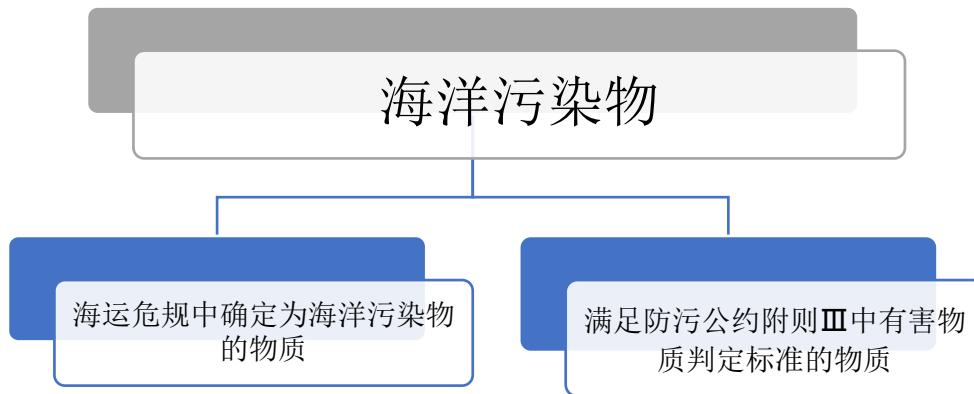 海洋污染物
海运危规中确定为海洋污染物
的物质
满足防污公约附则Ⅲ中有害物
质判定标准的物质